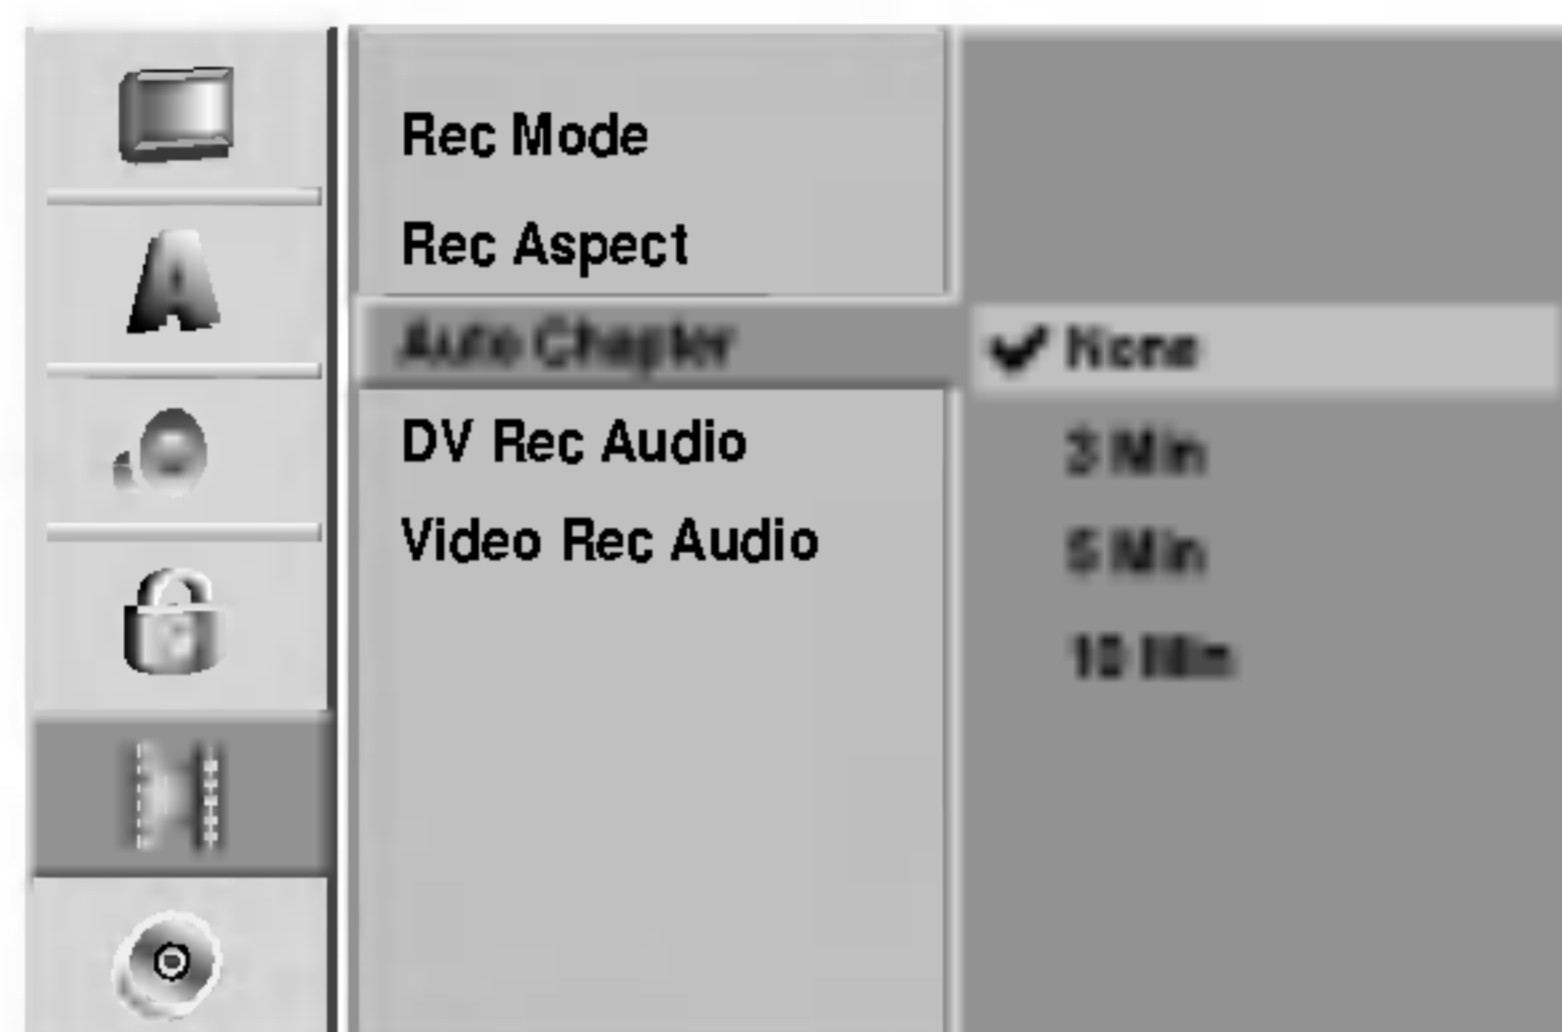 Rec Mode
Rec Aspect
Auto Chapter
None
3 Min
5 Min
10 Min
DV Rec Audio
Video Rec Audio